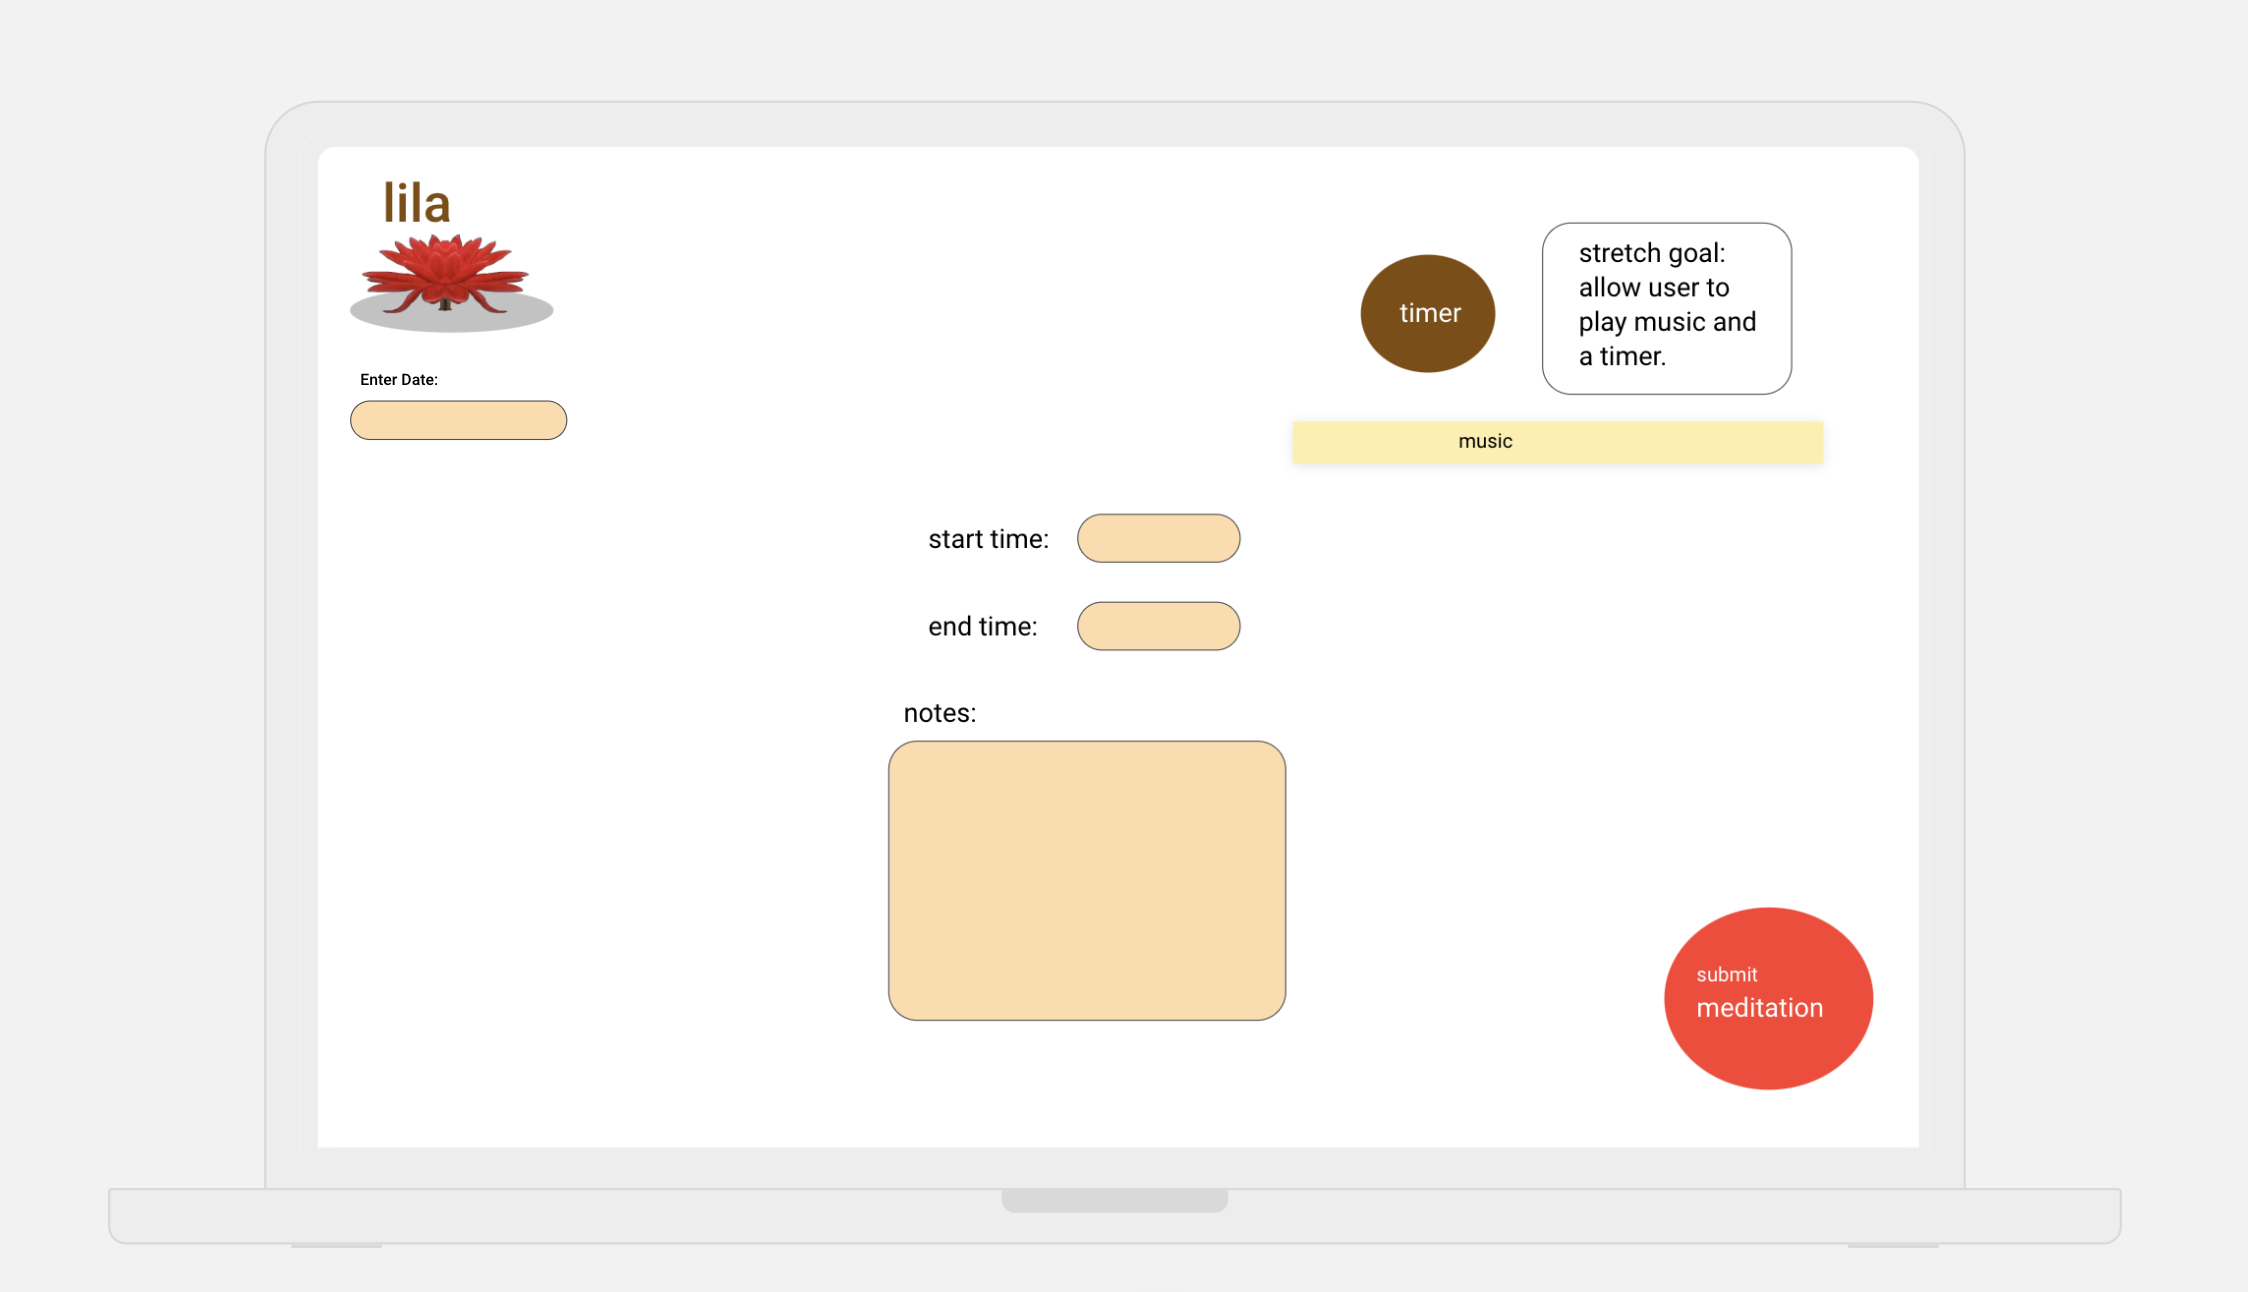 lila
Enter Date:
timer
stretch goal:
allow user to
play music and
a timer.
music
start time:
end time:
notes:
submit
meditation